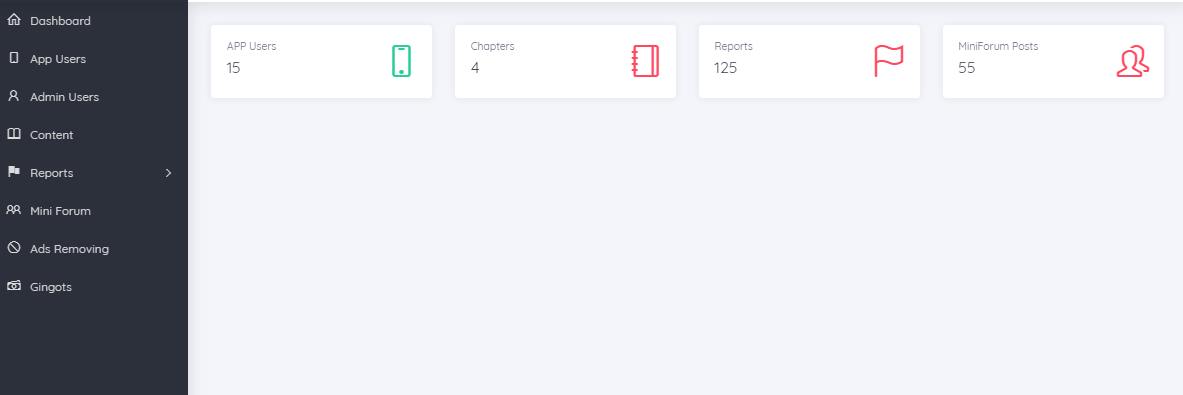 Dashboard
App Users
Admin Users
Content
Reports
Mini Forum
Ads Removing
Gingots
APP Users
15
Chapters
4
Reports
125
MiniForum Posts
55